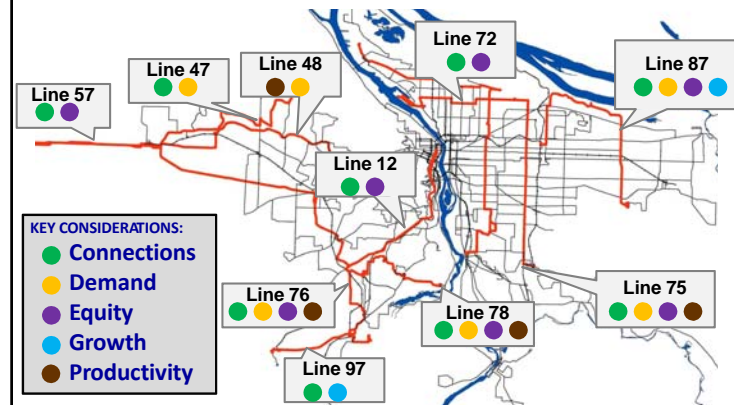 Line 72
Line 47
Line 48
Line 87
Line 57
Line 12
KEY CONSIDERATIONS:
Connections
Demand
Equity
Growth
Productivity
Line 76
Line 78
Line 75
Line 97